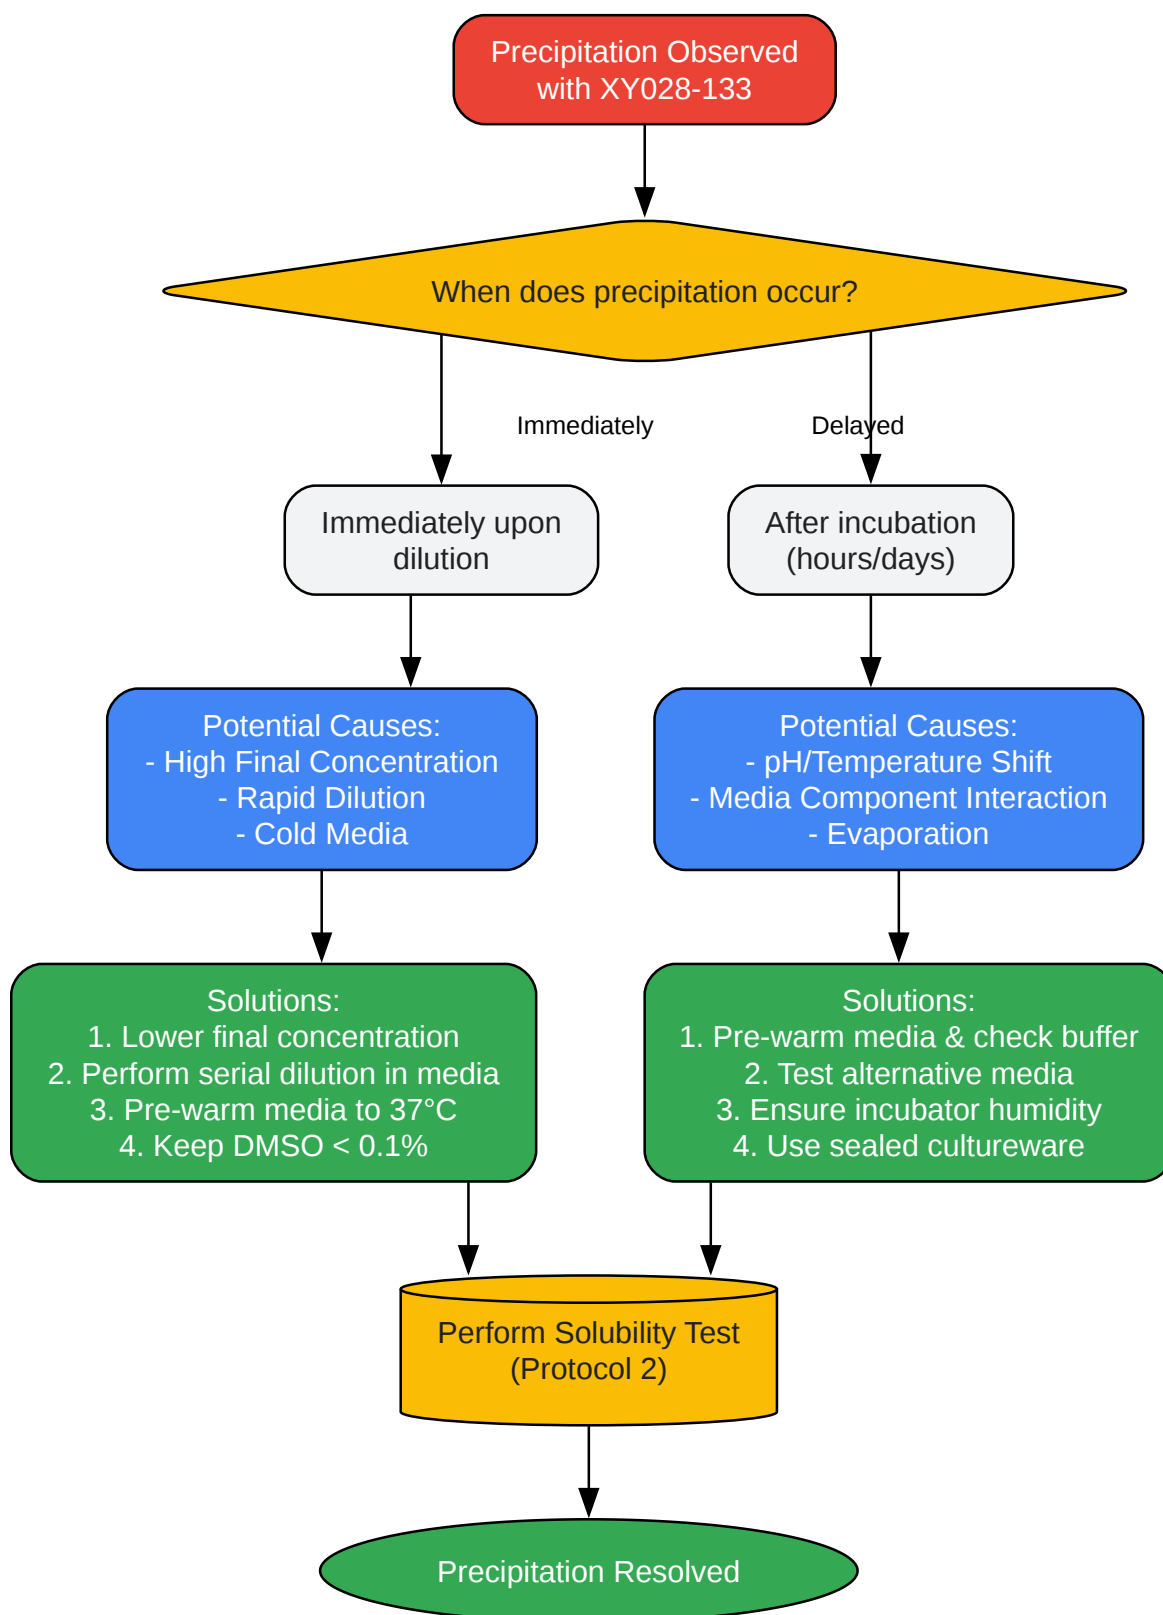 Precipitation Observed
with XY028-133
When does precipitation occur?
Immediately
Delayed
Immediately upon
dilution
After incubation
(hours/days)
Potential Causes:
- High Final Concentration
- Rapid Dilution
- Cold Media
Potential Causes:
- pH/Temperature Shift
- Media Component Interaction
- Evaporation
Solutions:
1. Lower final concentration
2. Perform serial dilution in media
3. Pre-warm media to 37°C
4. Keep DMSO < 0.1%
Solutions:
1. Pre-warm media & check buffer
2. Test alternative media
3. Ensure incubator humidity
4. Use sealed cultureware
Perform Solubility Test
(Protocol 2)
Precipitation Resolved